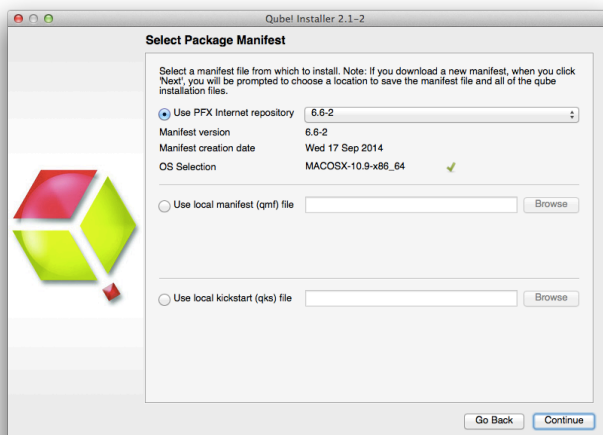 Qube! Installer 2.1-2
Select Package Manifest
Select a manifest file from which to install. Note: If you download a new manifest, when you click
'Next', you will be prompted to choose a location to save the manifest file and all of the qube
installation files.
Use PFX Internet repository 6.6-2
Manifest version 6.6-2
Manifest creation date Wed 17 Sep 2014
OS Selection MACOSX-10.9-x86_64
Use local manifest (qmf) file Browse
Use local kickstart (qks) file Browse
Go Back Continue